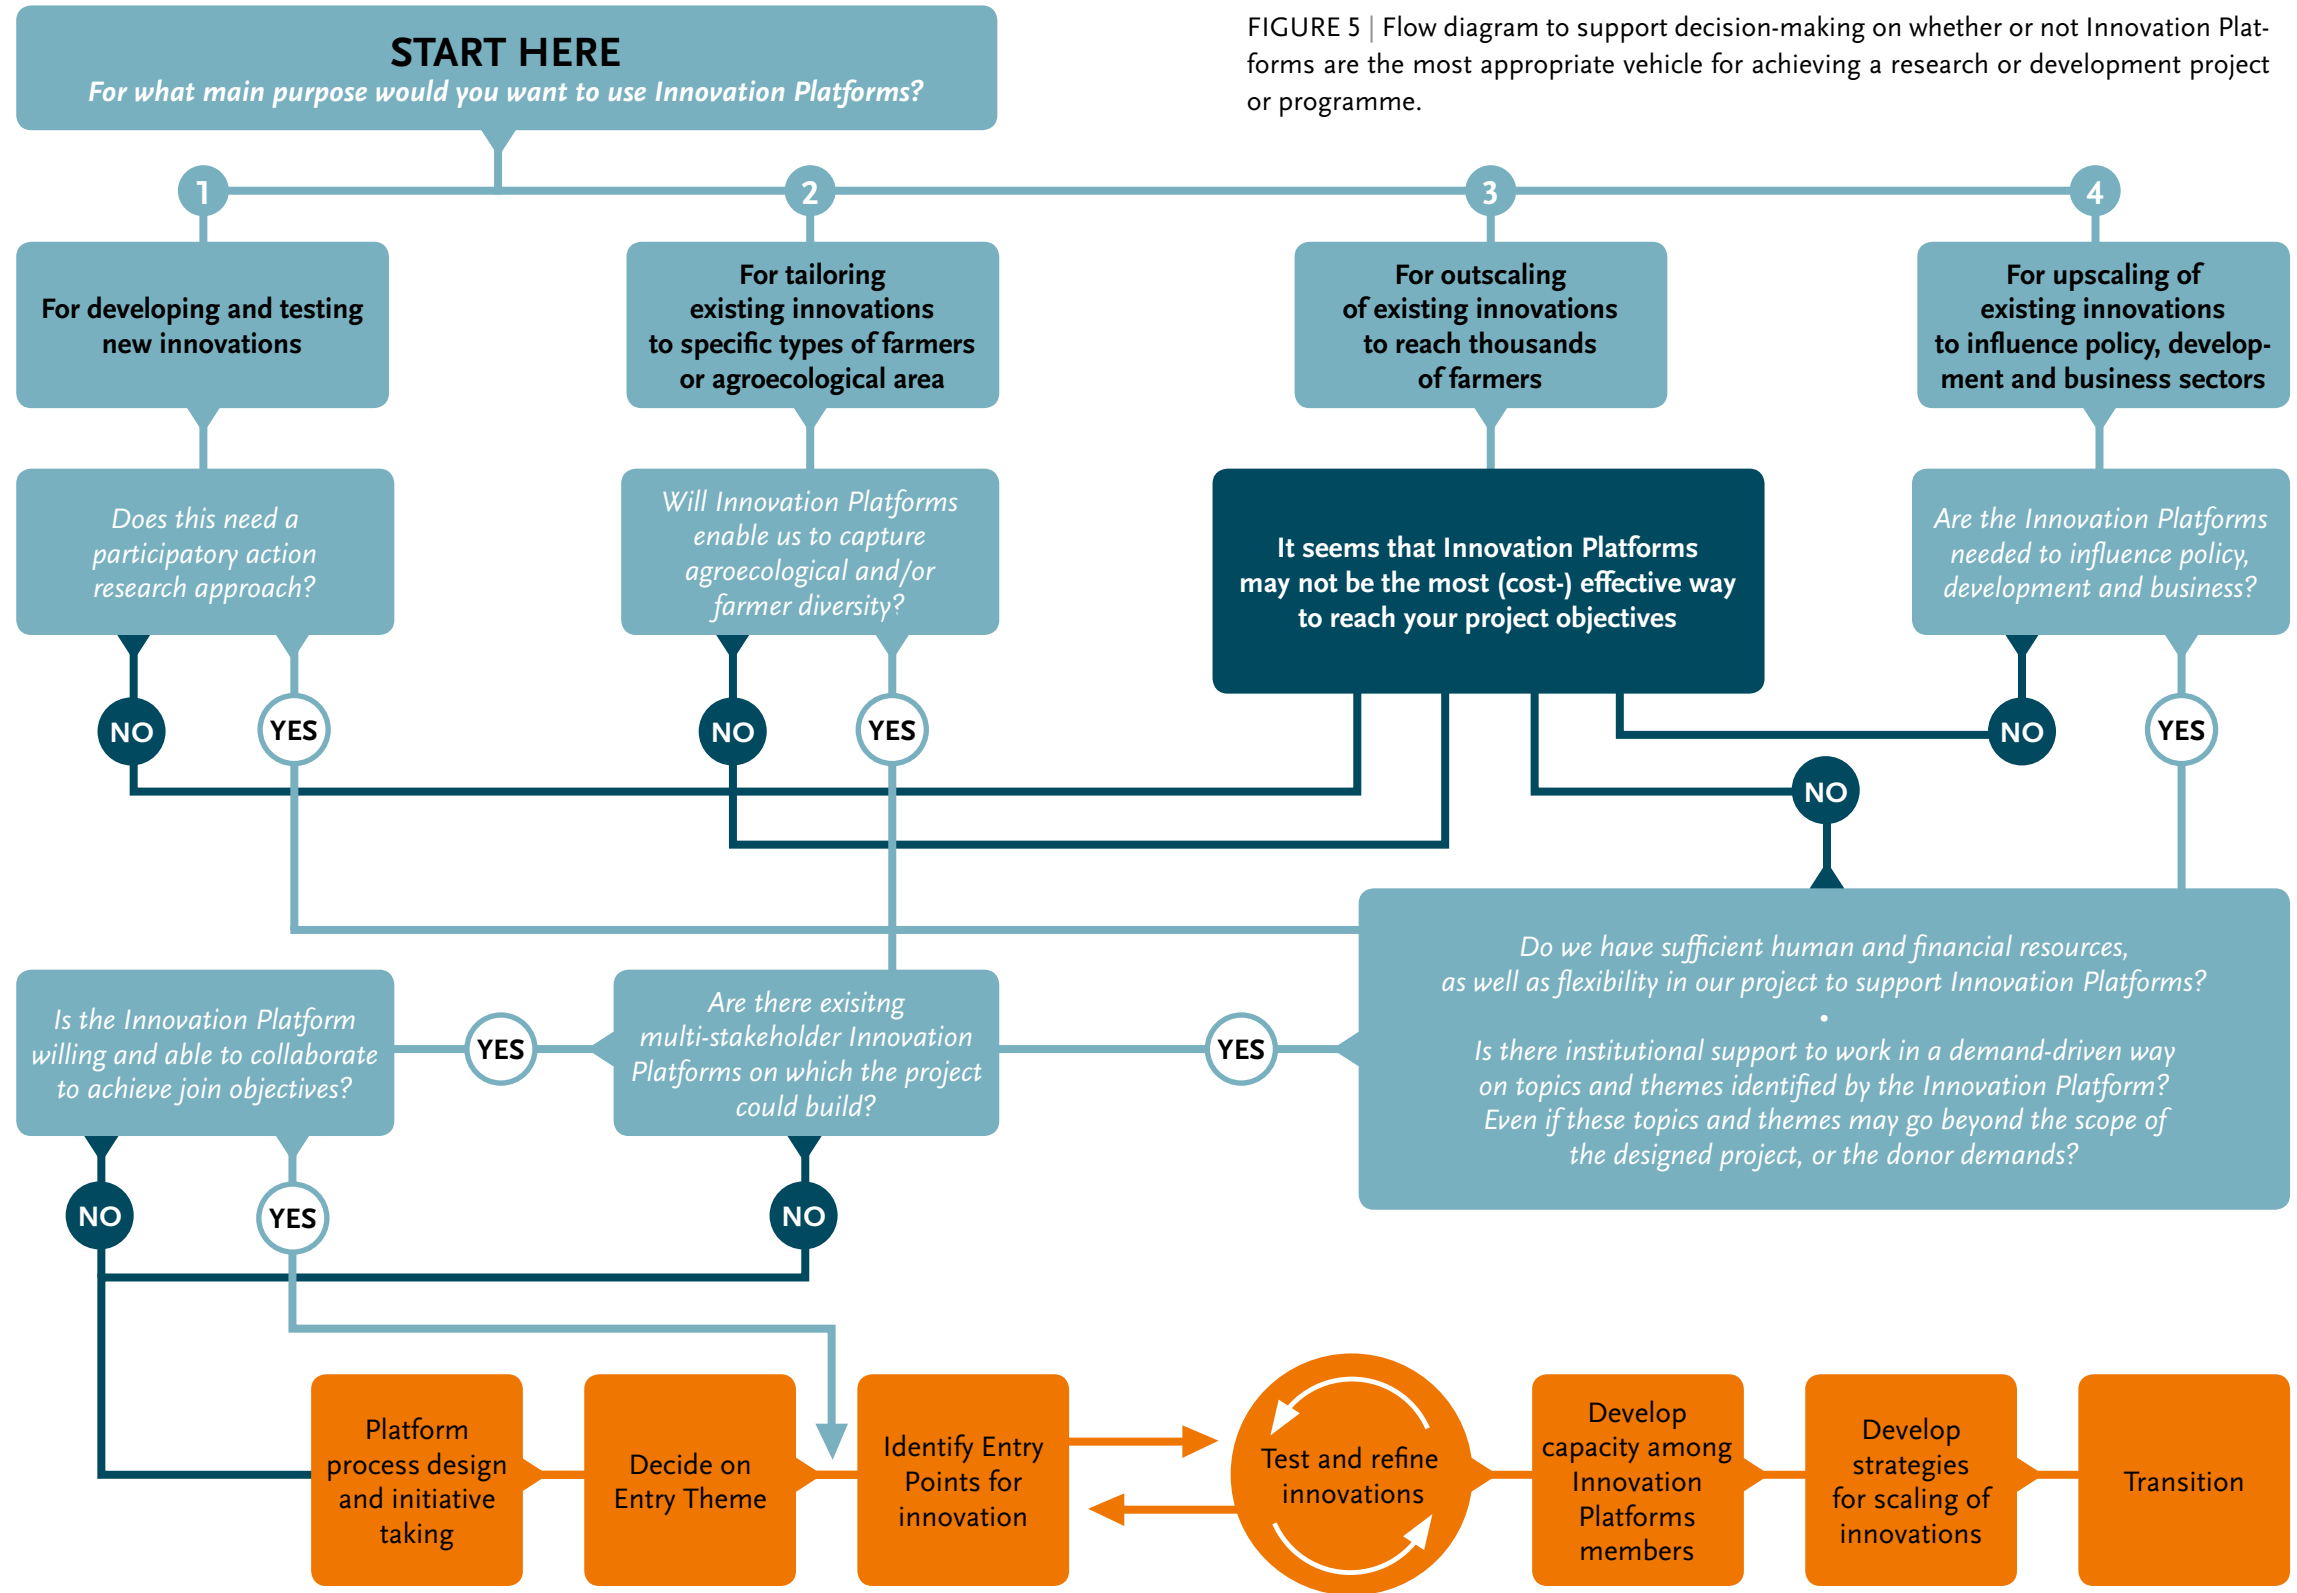 START HERE
For what main purpose would you want to use Innovation Platforms?
FIGURE 5 | Flow diagram to support decision-making on whether or not Innovation Plat-
forms are the most appropriate vehicle for achieving a research or development project
or programme.
1
2
3
4
For developing and testing
new innovations
For tailoring
existing innovations
to specific types of farmers
or agroecological area
For outscaling
of existing innovations
to reach thousands
of farmers
For upscaling of
existing innovations
to influence policy, develop-
ment and business sectors
Does this need a
participatory action
research approach?
Will Innovation Platforms
enable us to capture
agroecological and/or
farmer diversity?
It seems that Innovation Platforms
may not be the most (cost-) effective way
to reach your project objectives
Are the Innovation Platforms
needed to influence policy,
development and business?
NO
YES
NO
YES
NO
YES
NO
Is the Innovation Platform
willing and able to collaborate
to achieve join objectives?
YES
Are there exisitng
multi-stakeholder Innovation
Platforms on which the project
could build?
YES
Do we have sufficient human and financial resources,
as well as flexibility in our project to support Innovation Platforms?
•
Is there institutional support to work in a demand-driven way
on topics and themes identified by the Innovation Platform?
Even if these topics and themes may go beyond the scope of
the designed project, or the donor demands?
NO
YES
NO
Platform
process design
and initiative
taking
Decide on
Entry Theme
Identify Entry
Points for
innovation
Test and refine
innovations
Develop
capacity among
Innovation
Platforms
members
Develop
strategies
for scaling of
innovations
Transition